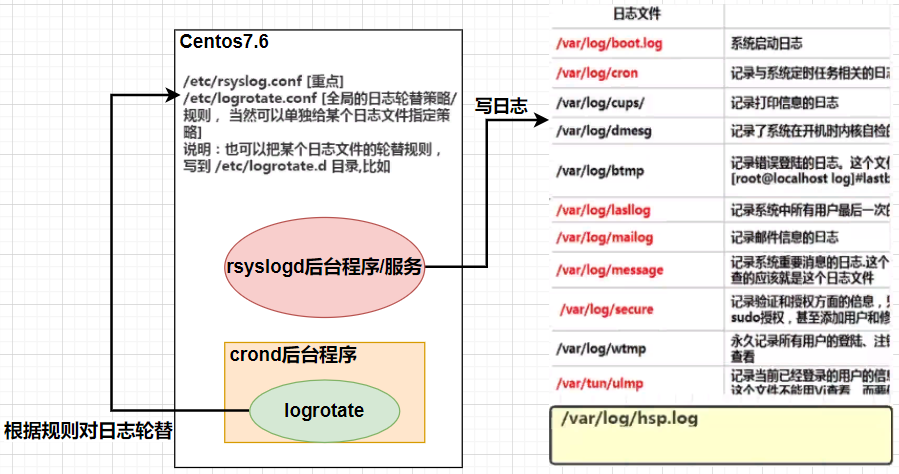 Centos7.6
/etc/rsyslog.conf [重点]
/etc/logrotate.conf [全局的日志轮替策略/
规则， 当然可以单独给某个日志文件指定策
略]
说明：也可以把某个日志文件的轮替规则，
写到 /etc/logrotate.d 目录,比如
rsyslogd后台程序/服务
crond后台程序
logrotate
根据规则对日志轮替
写日志
日志文件
/var/log/boot.log 系统启动日志
/var/log/cron 记录与系统定时任务相关的日志
/var/log/cups/ 记录打印信息的日志
/var/log/dmesg 记录了系统在开机时内核自检的
/var/log/btmp 记录错误登陆的日志。这个文件
[root@localhost log]#lastb
/var/log/lasllog 记录系统中所有用户最后一次的
/var/log/mailog 记录邮件信息的日志
/var/log/message 记录系统重要消息的日志.这个
查的应该就是这个日志文件
/var/log/secure 记录验证和授权方面的信息，
sudo授权，甚至添加用户和修
/var/log/wtmp 永久记录所有用户的登陆、注销
查看
/var/tun/ulmp 记录当前已经登录的用户的信息
这个文件不能用Vi查看
/var/log/hsp.log